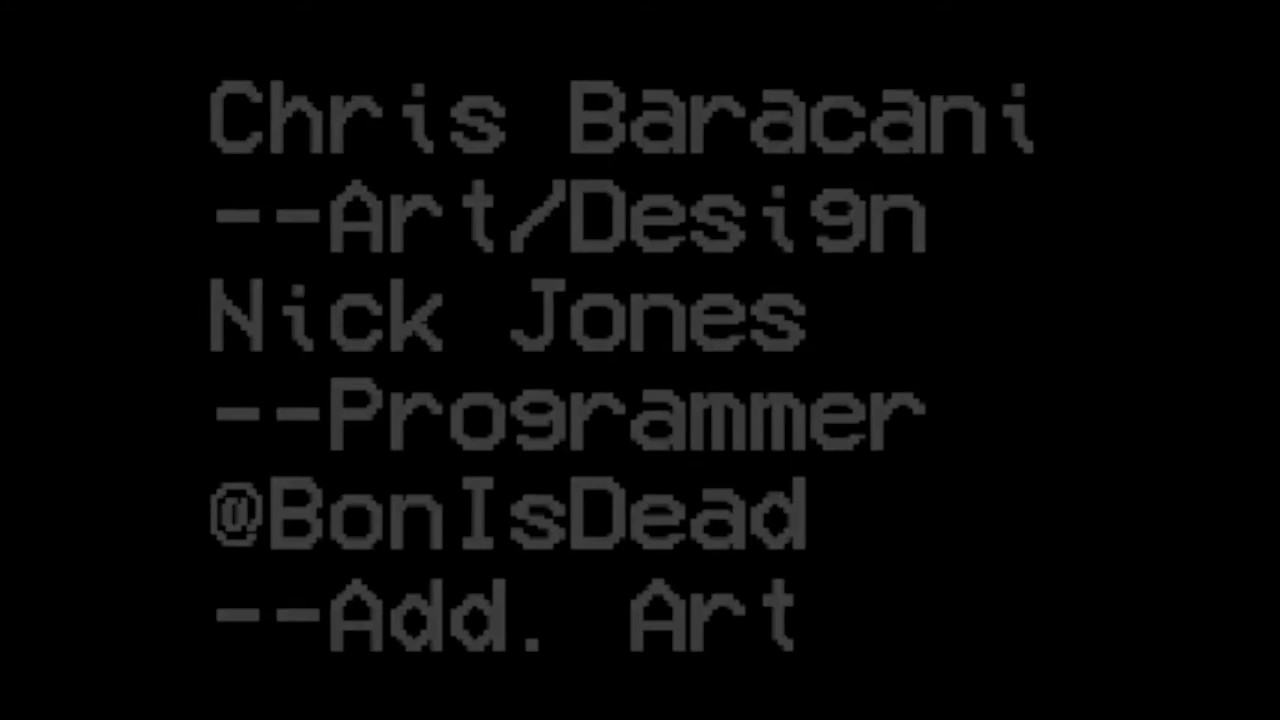 Chris Baracani
--Art/Design
Nick Jones
--Programmer
@BonIsDead
--Add. Art